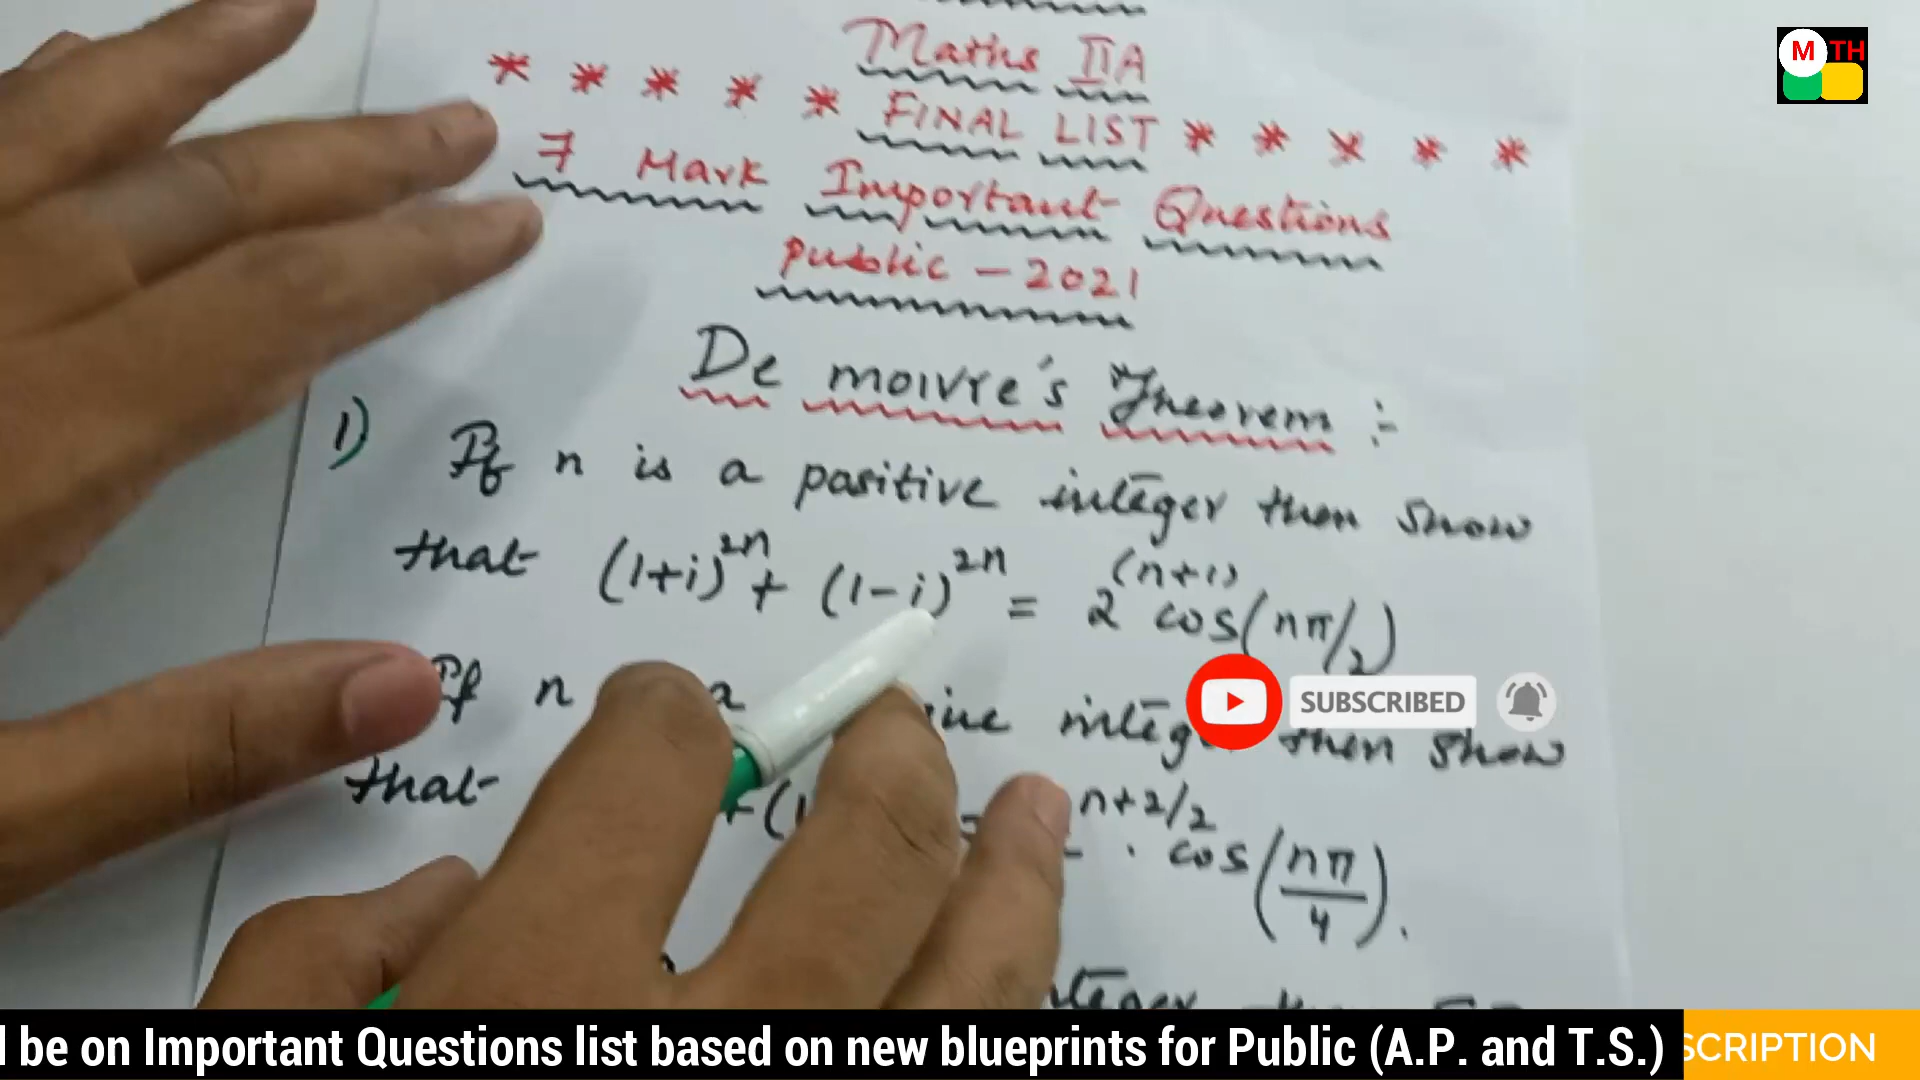 Maths IIA
* * * * * FINAL LIST * * * * *
7 Mark Important Questions
public - 2021
De moivre's Theorem :-
1) If n is a positive integer then show
that (1+i)^2n + (1-i)^2n = 2^(n+1) cos(nπ/2)
If n a integ then show
that +(1 n+2/2 . cos(nπ/4).
MTH
SUBSCRIBED
be on Important Questions list based on new blueprints for Public (A.P. and T.S.)
SCRIPTION